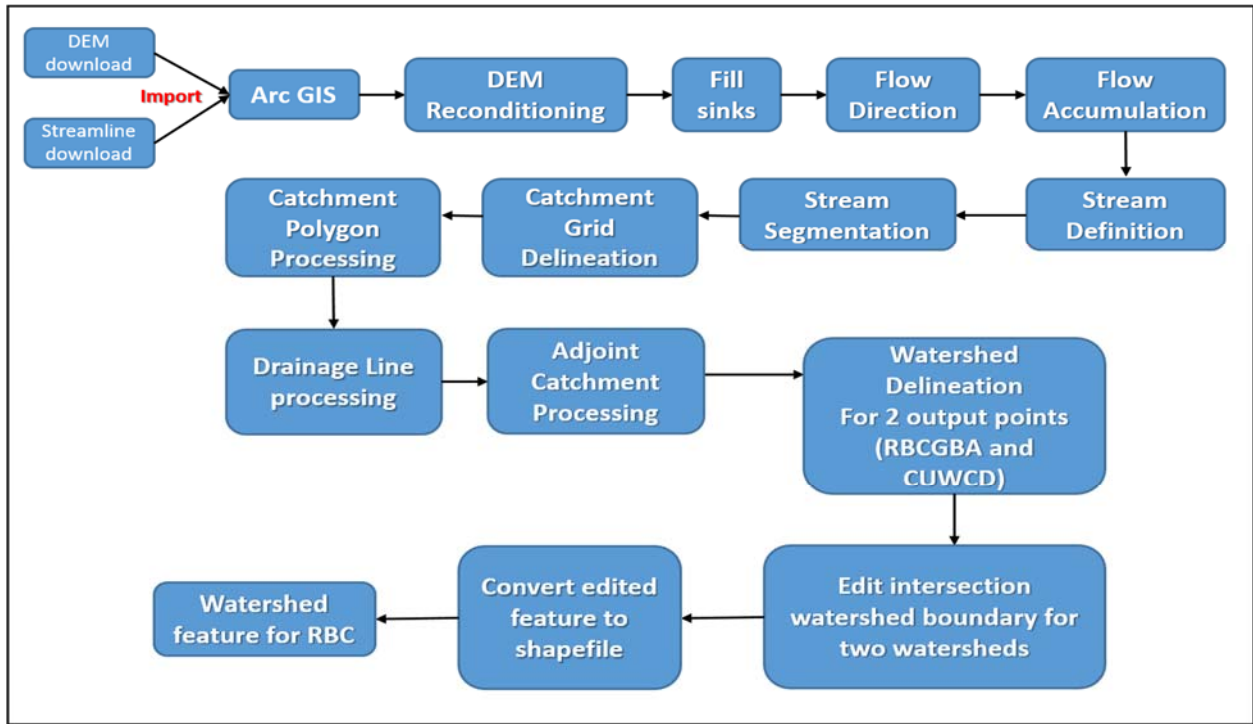 DEM
download
Streamline
download
Import
Arc GIS
DEM
Reconditioning
Fill
sinks
Flow
Direction
Flow
Accumulation
Stream
Definition
Stream
Segmentation
Catchment
Grid
Delineation
Catchment
Polygon
Processing
Drainage Line
processing
Adjoint
Catchment
Processing
Watershed
Delineation
For 2 output points
(RBCGBA and
CUWCD)
Edit intersection
watershed boundary for
two watersheds
Convert edited
feature to
shapefile
Watershed
feature for RBC